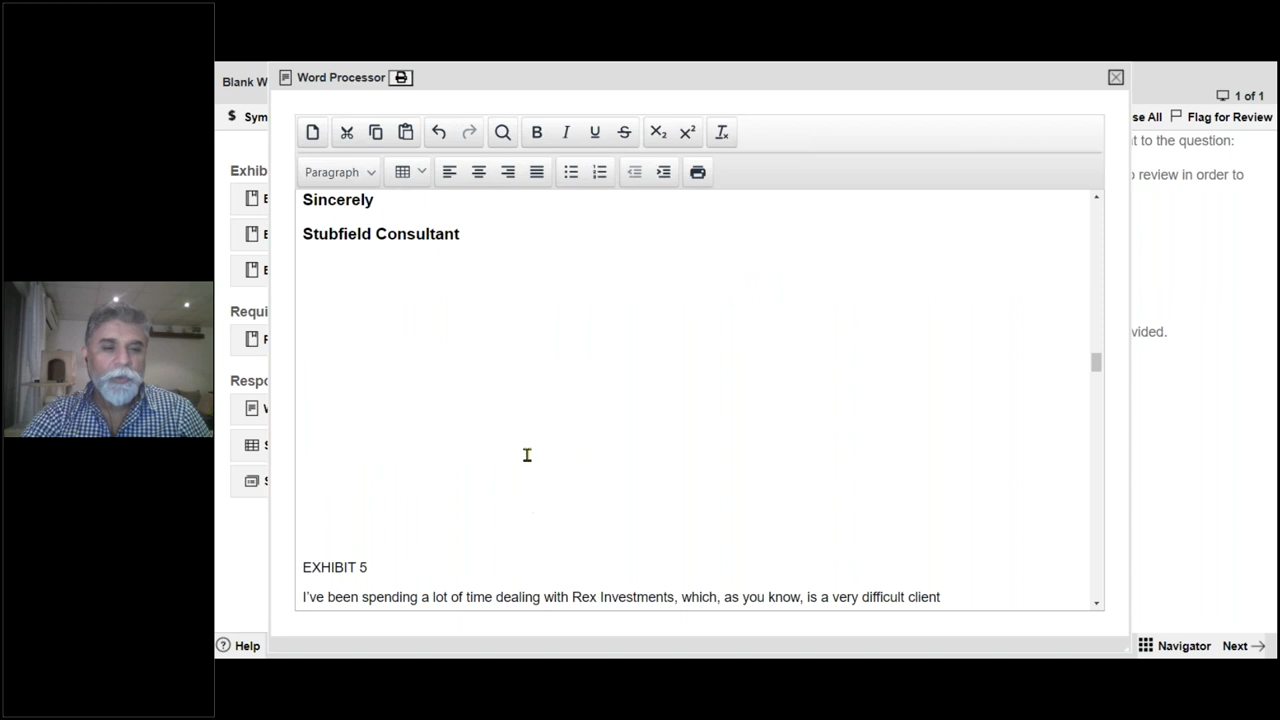 Blank W
Word Processor
1 of 1
$ Sym
se All
Flag for Review
t to the question:
Paragraph
Exhib
review in order to
E
Sincerely
E
Stubfield Consultant
E
Requi
vided.
F
Respo
W
S
S
EXHIBIT 5
I've been spending a lot of time dealing with Rex Investments, which, as you know, is a very difficult client
Help
Navigator
Next